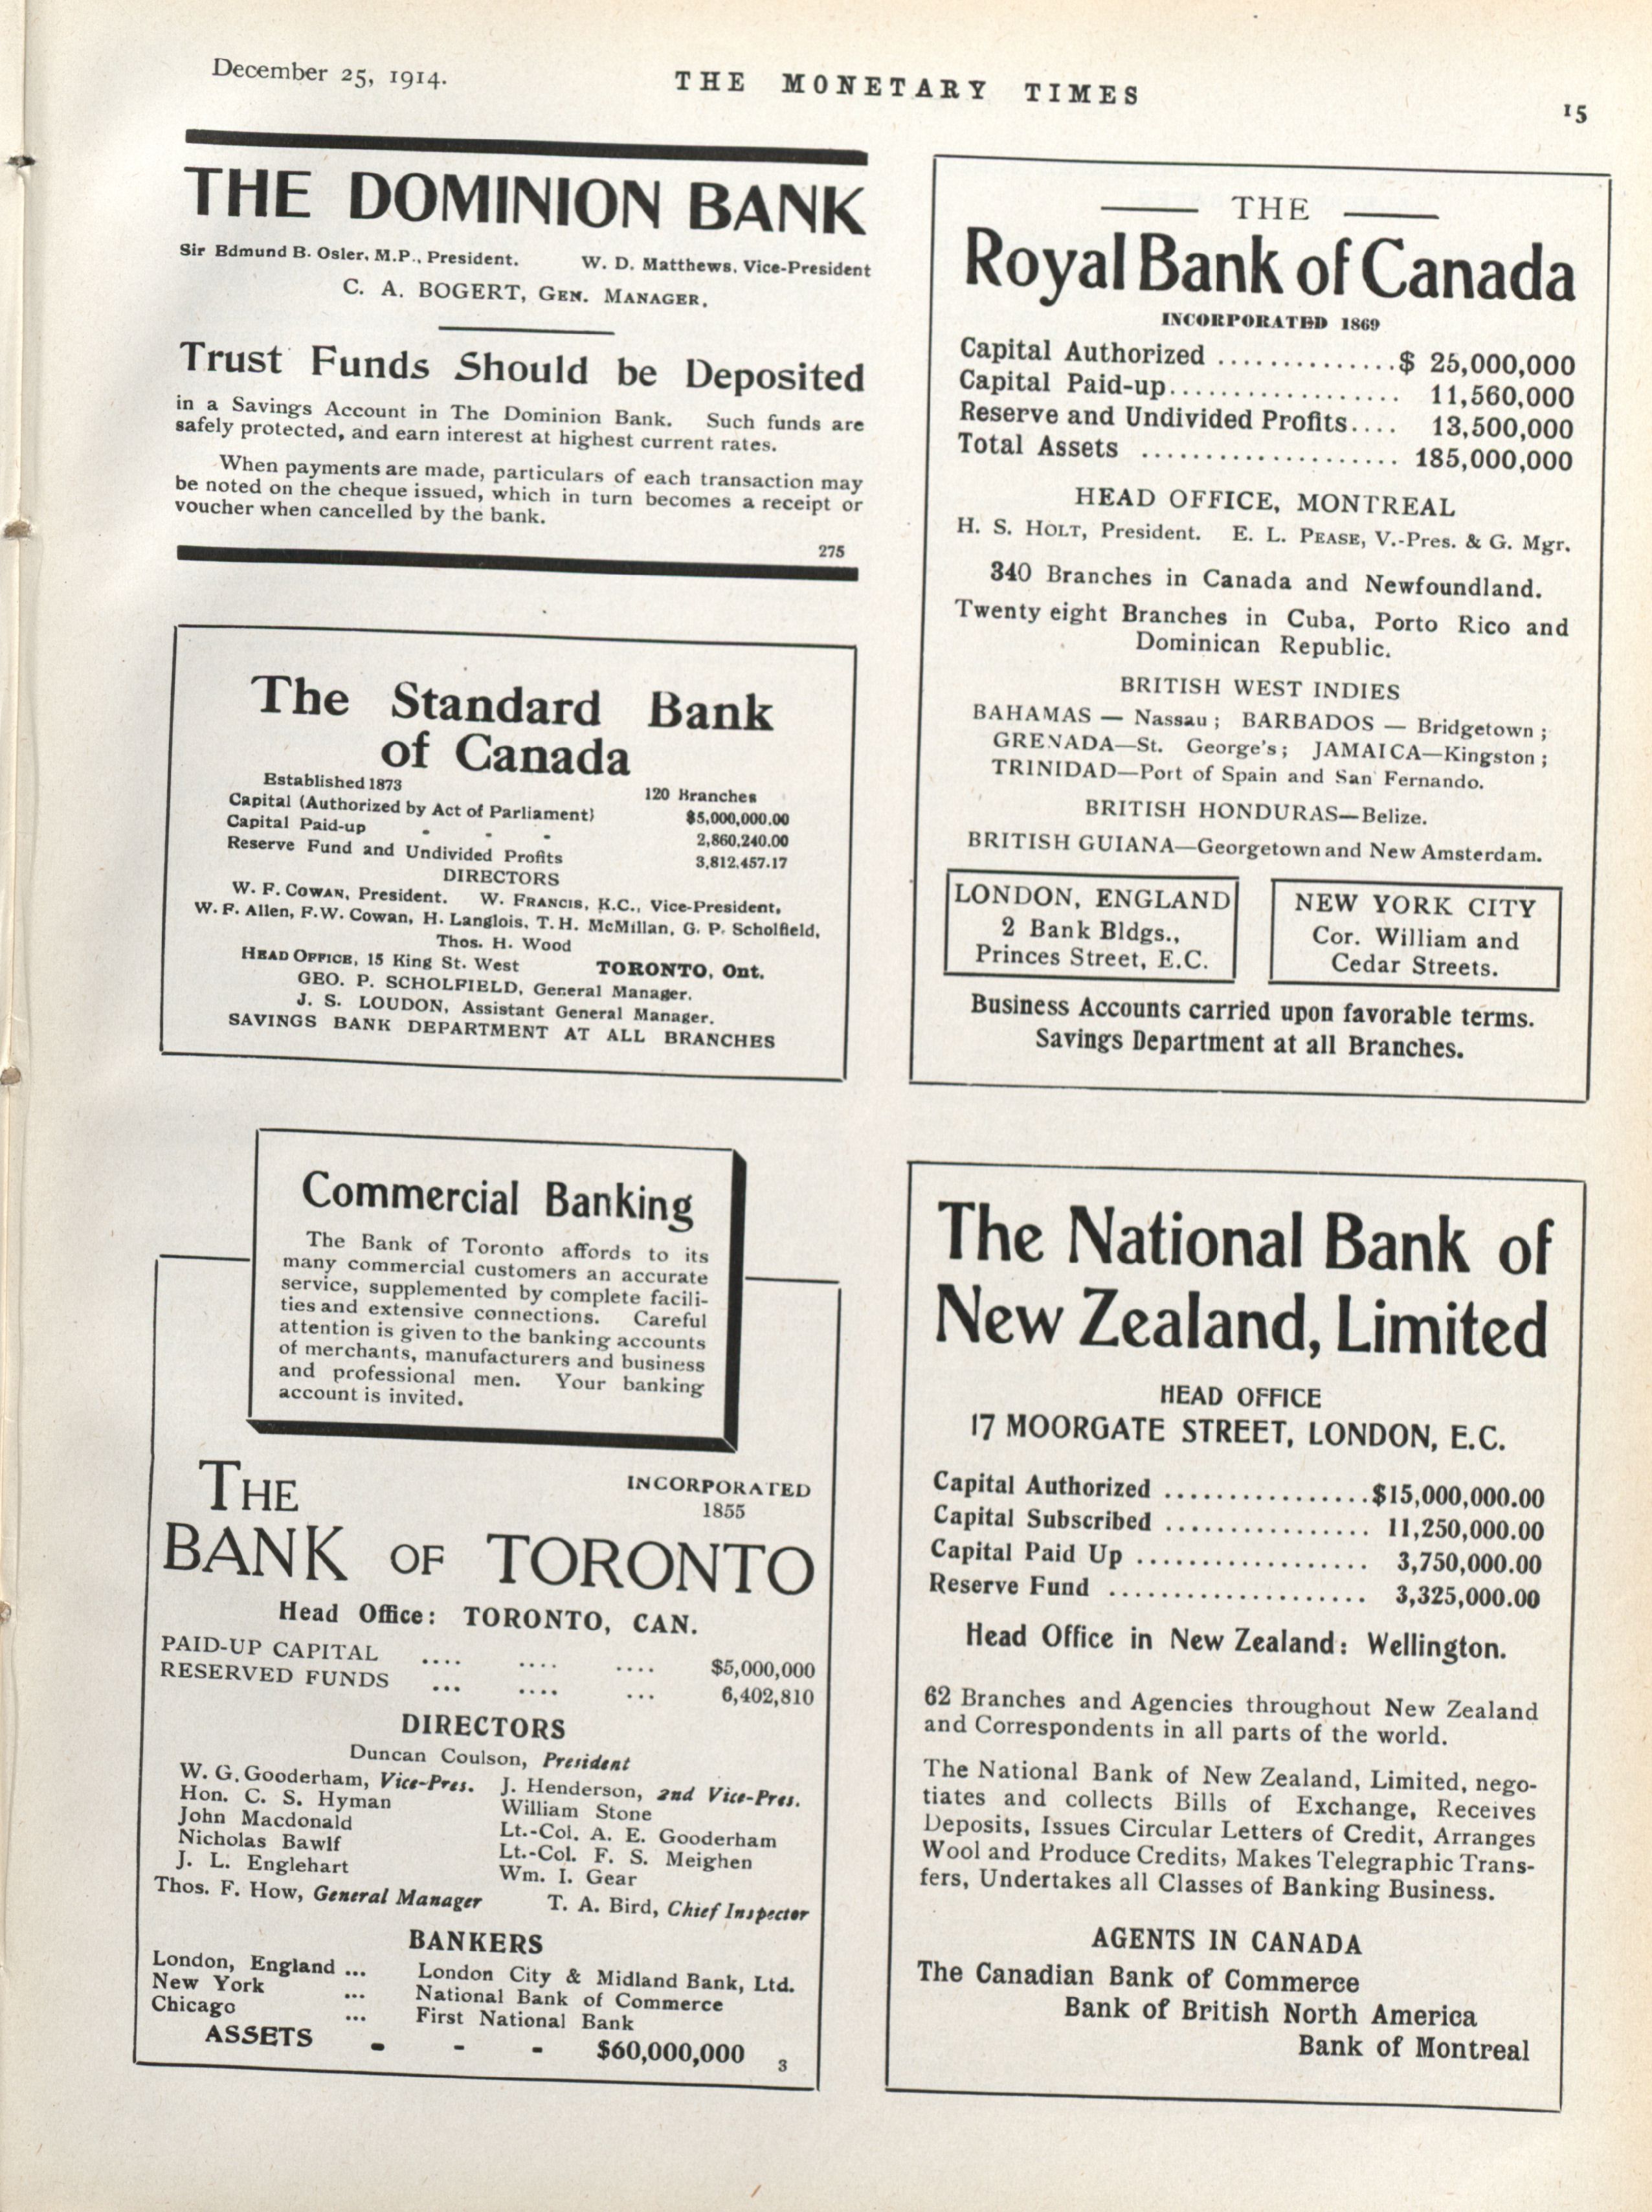 December 25, 1914.
THE MONETARY TIMES
15
THE DOMINION BANK
Sir Edmund B. Osler, M.P., President. W. D. Matthews, Vice-President
C. A. BOGERT, GEN. MANAGER.
Trust Funds Should be Deposited
in a Savings Account in The Dominion Bank. Such funds are
safely protected, and earn interest at highest current rates.
When payments are made, particulars of each transaction may
be noted on the cheque issued, which in turn becomes a receipt or
voucher when cancelled by the bank.
275
The Standard Bank
of Canada
Established 1873 120 Branches
Capital (Authorized by Act of Parliament) $5,000,000.00
Capital Paid-up - - - 2,860,240.00
Reserve Fund and Undivided Profits 3,812,457.17
DIRECTORS
W. F. COWAN, President. W. FRANCIS, K.C., Vice-President,
W. F. Allen, F.W. Cowan, H. Langlois, T. H. McMillan, G. P. Scholfield,
Thos. H. Wood
HEAD OFFICE, 15 King St. West TORONTO, Ont.
GEO. P. SCHOLFIELD, General Manager.
J. S. LOUDON, Assistant General Manager.
SAVINGS BANK DEPARTMENT AT ALL BRANCHES
Commercial Banking
The Bank of Toronto affords to its
many commercial customers an accurate
service, supplemented by complete facili-
ties and extensive connections. Careful
attention is given to the banking accounts
of merchants, manufacturers and business
and professional men. Your banking
account is invited.
THE
INCORPORATED
1855
BANK OF TORONTO
Head Office: TORONTO, CAN.
PAID-UP CAPITAL .... .... .... $5,000,000
RESERVED FUNDS ... .... ... 6,402,810
DIRECTORS
Duncan Coulson, President
W. G. Gooderham, Vice-Pres. J. Henderson, 2nd Vice-Pres.
Hon. C. S. Hyman William Stone
John Macdonald Lt.-Col. A. E. Gooderham
Nicholas Bawlf Lt.-Col. F. S. Meighen
J. L. Englehart Wm. I. Gear
Thos. F. How, General Manager T. A. Bird, Chief Inspector
BANKERS
London, England ... London City & Midland Bank, Ltd.
New York ... National Bank of Commerce
Chicago ... First National Bank
ASSETS - - - $60,000,000 3
THE
Royal Bank of Canada
INCORPORATED 1869
Capital Authorized ..............$ 25,000,000
Capital Paid-up.................. 11,560,000
Reserve and Undivided Profits.... 13,500,000
Total Assets .................... 185,000,000
HEAD OFFICE, MONTREAL
H. S. HOLT, President. E. L. PEASE, V.-Pres. & G. Mgr.
340 Branches in Canada and Newfoundland.
Twenty eight Branches in Cuba, Porto Rico and
Dominican Republic.
BRITISH WEST INDIES
BAHAMAS — Nassau; BARBADOS — Bridgetown;
GRENADA—St. George's; JAMAICA—Kingston;
TRINIDAD—Port of Spain and San Fernando.
BRITISH HONDURAS—Belize.
BRITISH GUIANA—Georgetown and New Amsterdam.
LONDON, ENGLAND
2 Bank Bldgs.,
Princes Street, E.C.
NEW YORK CITY
Cor. William and
Cedar Streets.
Business Accounts carried upon favorable terms.
Savings Department at all Branches.
The National Bank of
New Zealand, Limited
HEAD OFFICE
17 MOORGATE STREET, LONDON, E.C.
Capital Authorized ................$15,000,000.00
Capital Subscribed ................ 11,250,000.00
Capital Paid Up .................. 3,750,000.00
Reserve Fund .................... 3,325,000.00
Head Office in New Zealand: Wellington.
62 Branches and Agencies throughout New Zealand
and Correspondents in all parts of the world.
The National Bank of New Zealand, Limited, nego-
tiates and collects Bills of Exchange, Receives
Deposits, Issues Circular Letters of Credit, Arranges
Wool and Produce Credits, Makes Telegraphic Trans-
fers, Undertakes all Classes of Banking Business.
AGENTS IN CANADA
The Canadian Bank of Commerce
Bank of British North America
Bank of Montreal